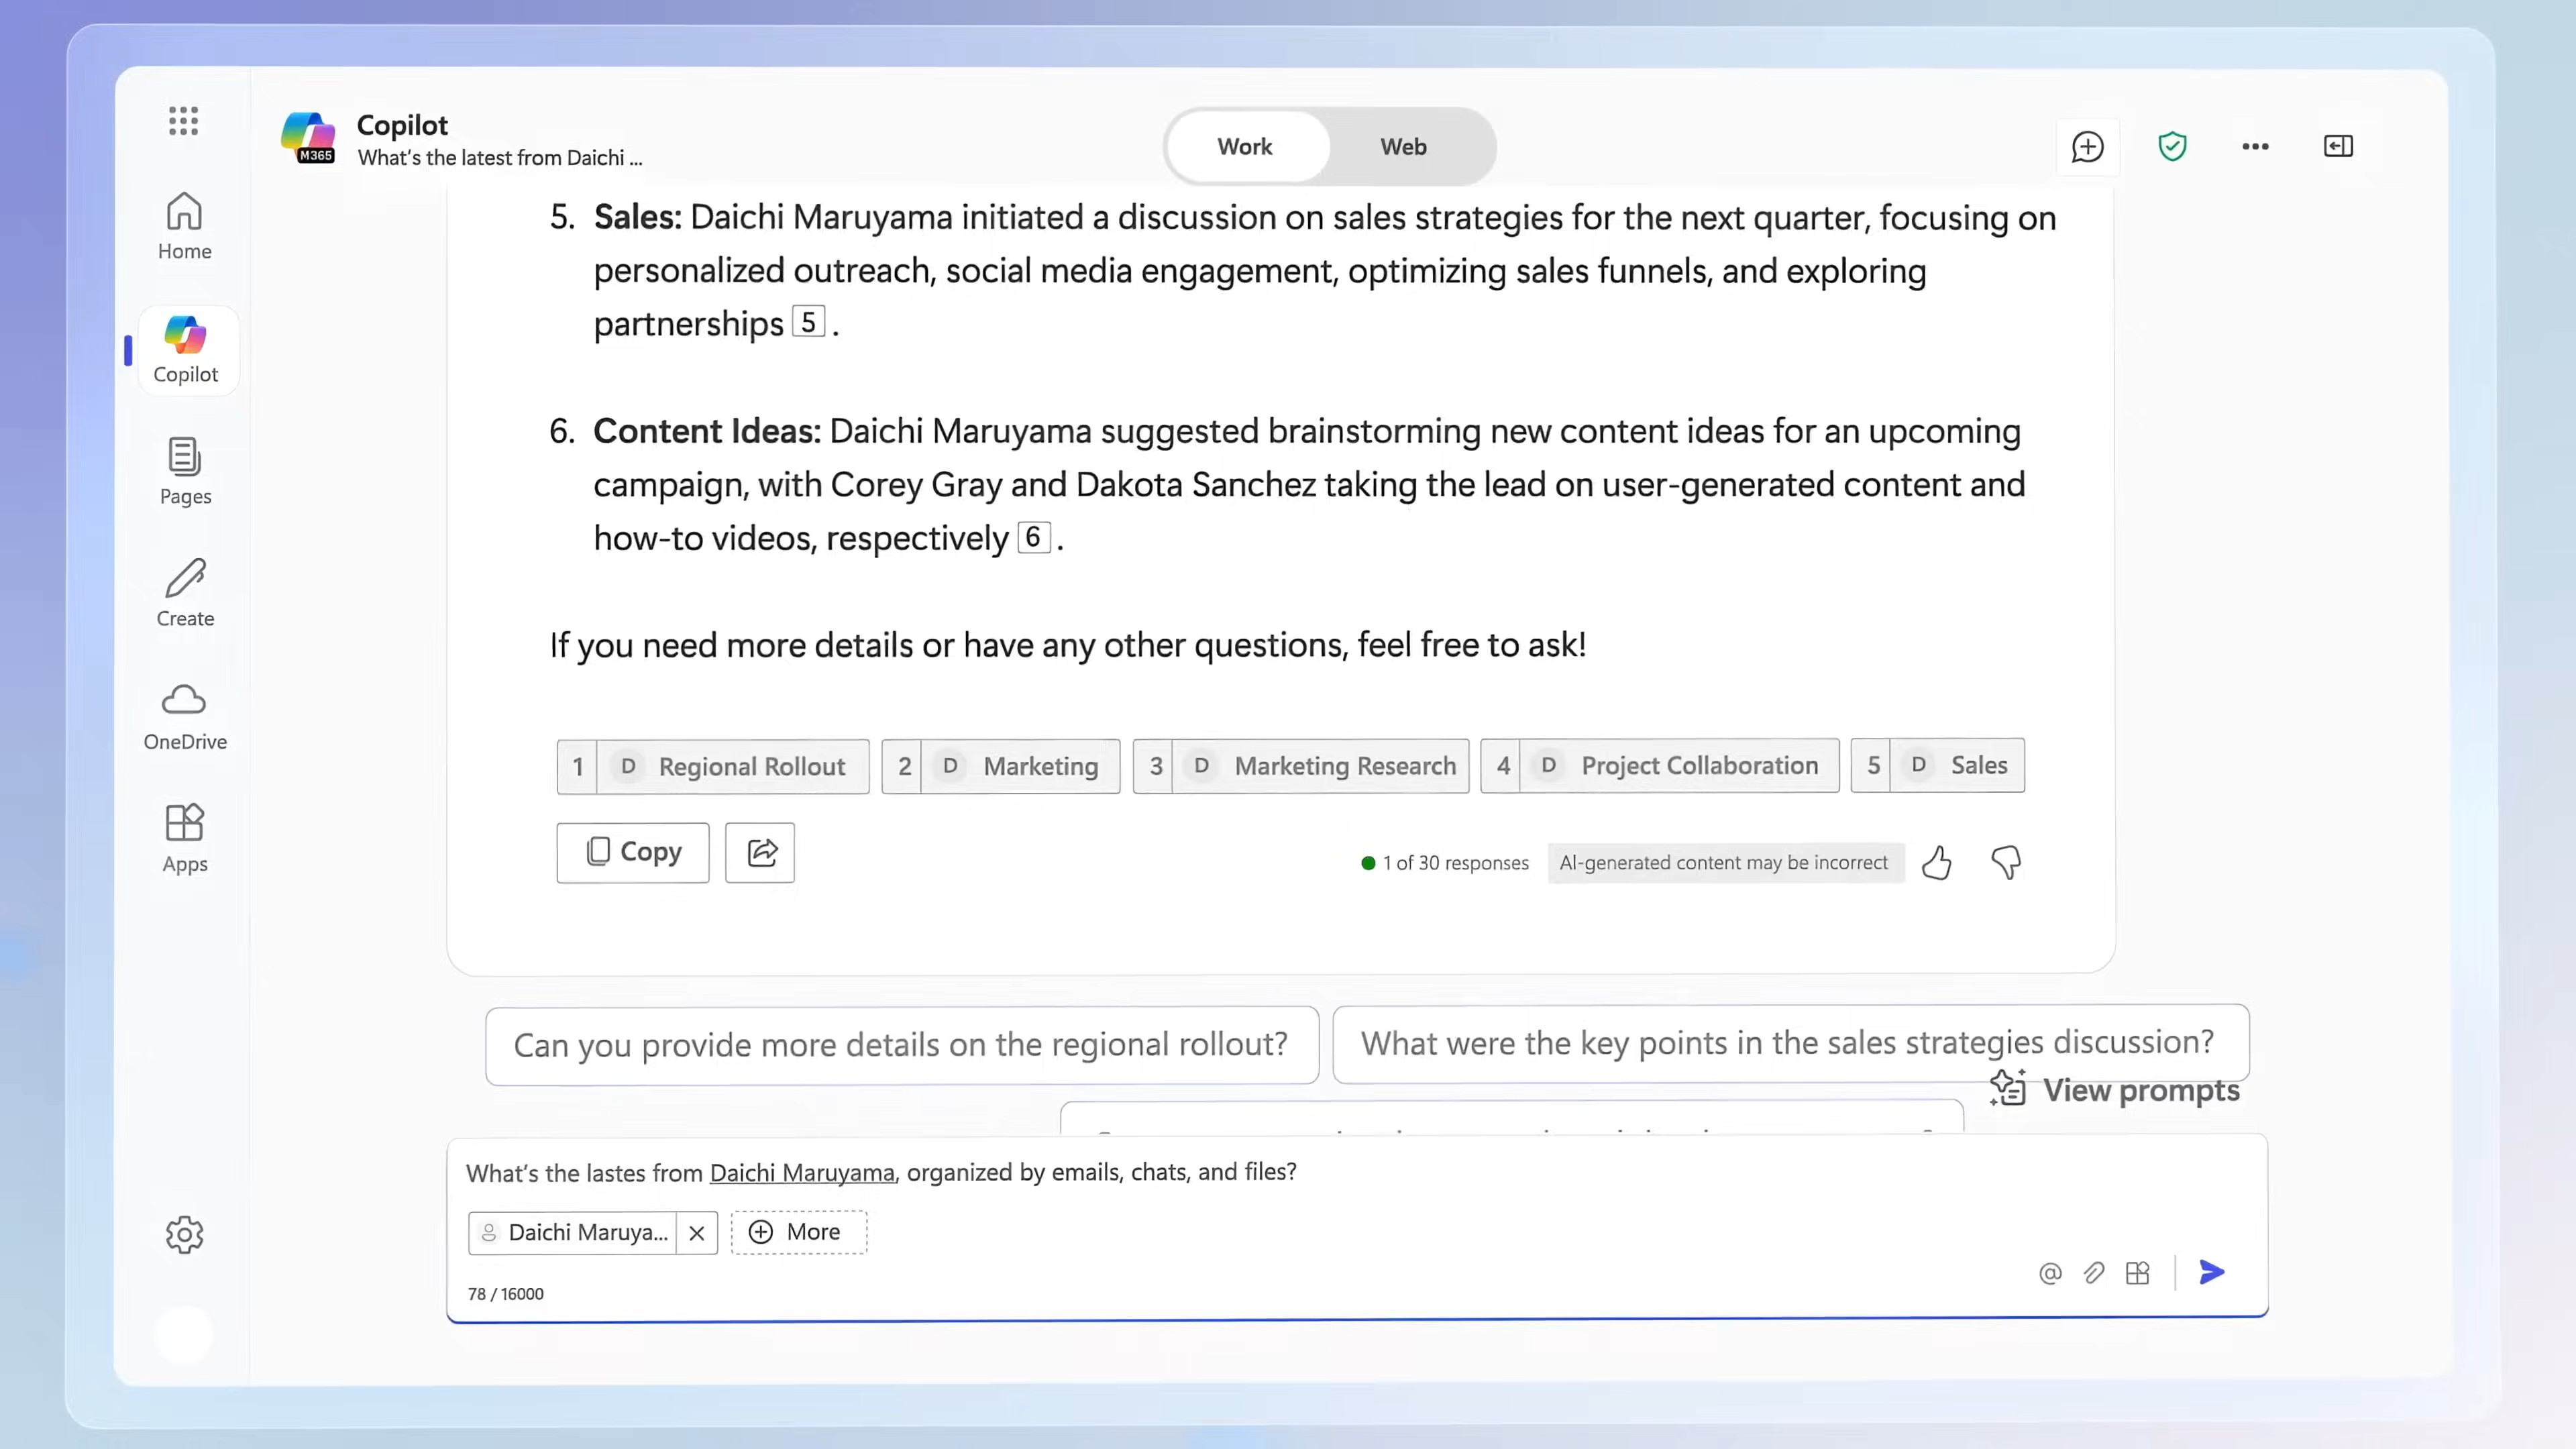 Copilot
M365
What's the latest from Daichi ...
Work
Web
Home
Copilot
Pages
Create
OneDrive
Apps
5. Sales: Daichi Maruyama initiated a discussion on sales strategies for the next quarter, focusing on
personalized outreach, social media engagement, optimizing sales funnels, and exploring
partnerships 5 .
6. Content Ideas: Daichi Maruyama suggested brainstorming new content ideas for an upcoming
campaign, with Corey Gray and Dakota Sanchez taking the lead on user-generated content and
how-to videos, respectively 6 .
If you need more details or have any other questions, feel free to ask!
1 D Regional Rollout
2 D Marketing
3 D Marketing Research
4 D Project Collaboration
5 D Sales
Copy
1 of 30 responses
AI-generated content may be incorrect
Can you provide more details on the regional rollout?
What were the key points in the sales strategies discussion?
View prompts
What's the lastes from Daichi Maruyama, organized by emails, chats, and files?
Daichi Maruya...
More
78 / 16000